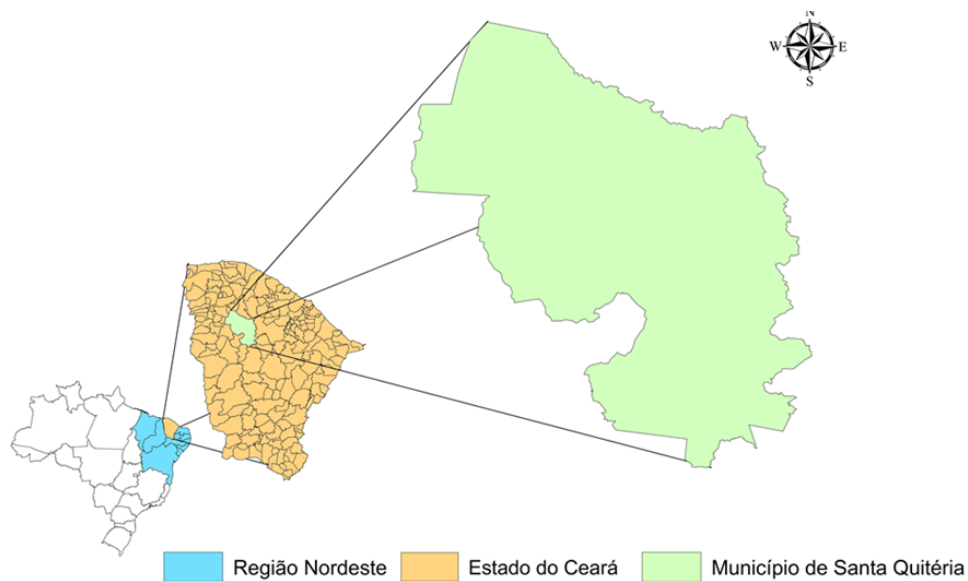 N
W E
S
Região Nordeste Estado do Ceará Município de Santa Quitéria